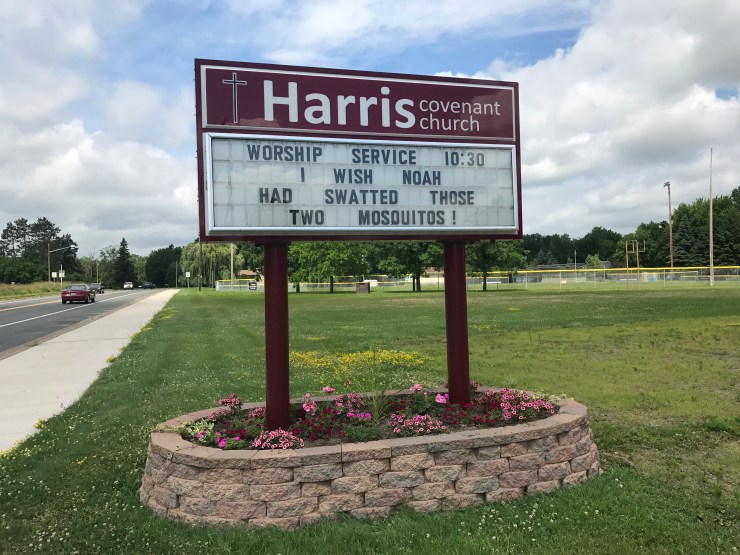 Harris covenant
church
WORSHIP SERVICE 10:30
I WISH NOAH
HAD SWATTED THOSE
TWO MOSQUITOS !